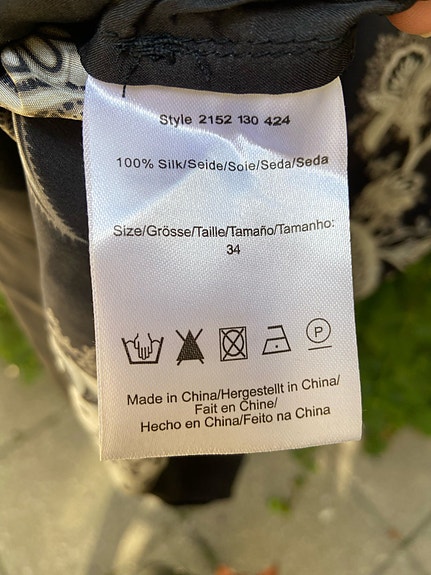 Style 2152 130 424
100% Silk/Seide/Soie/Seda/Seda
Size/Grösse/Taille/Tamaño/Tamanho:
34
P
Made in China/Hergestellt in China/
Fait en Chine/
Hecho en China/Feito na China